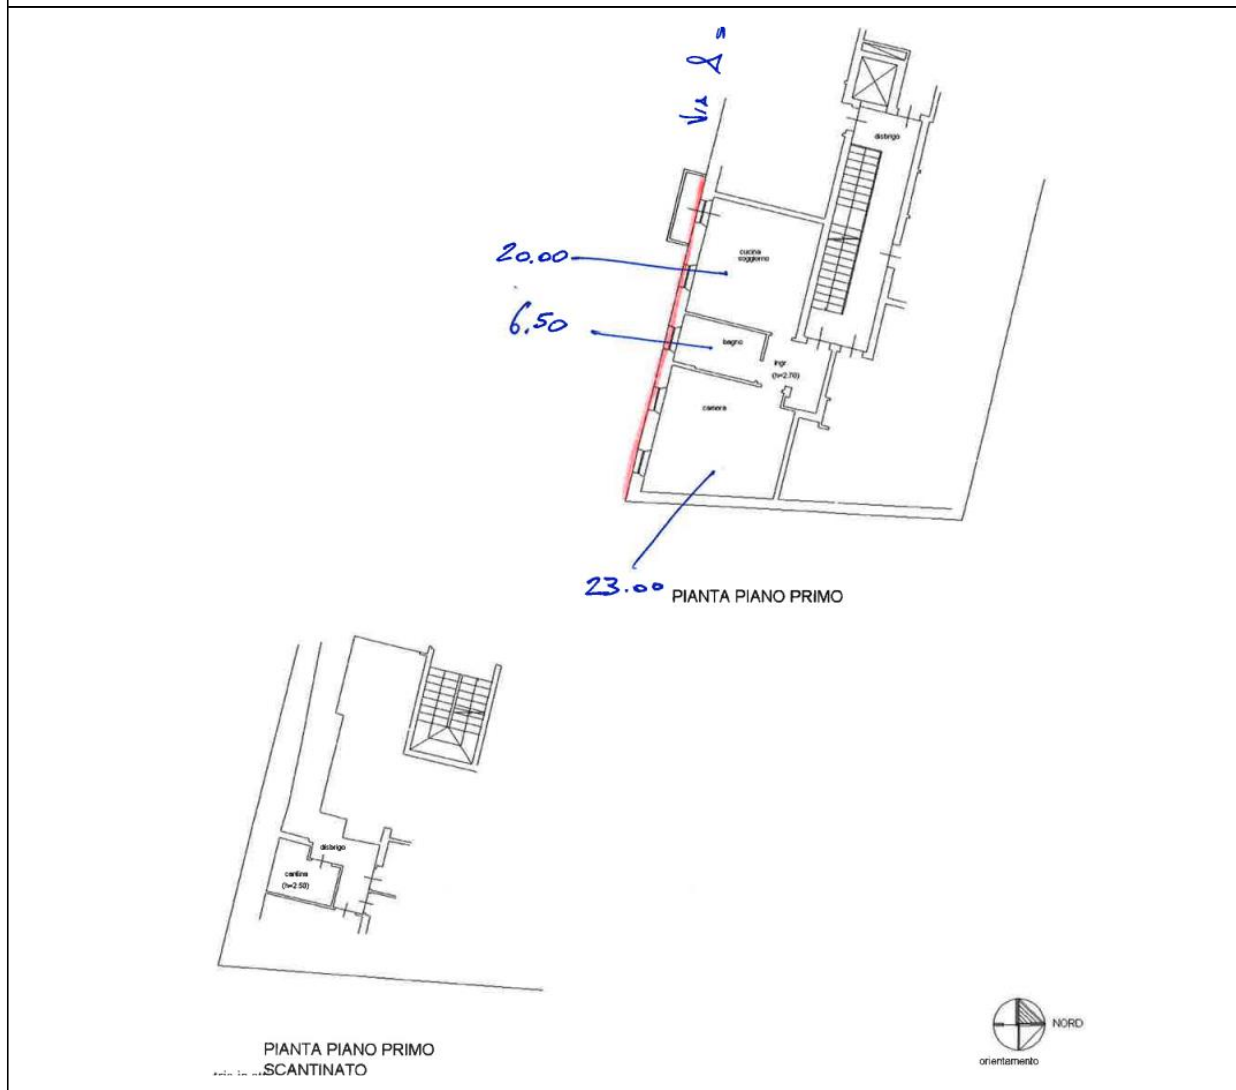 Via
disbrigo
20.00
cucina
soggiorno
6.50
bagno
ingr.
(h=2.70)
camera
23.00
PIANTA PIANO PRIMO
disbrigo
cantina
(h=2.50)
NORD
orientamento
PIANTA PIANO PRIMO
SCANTINATO